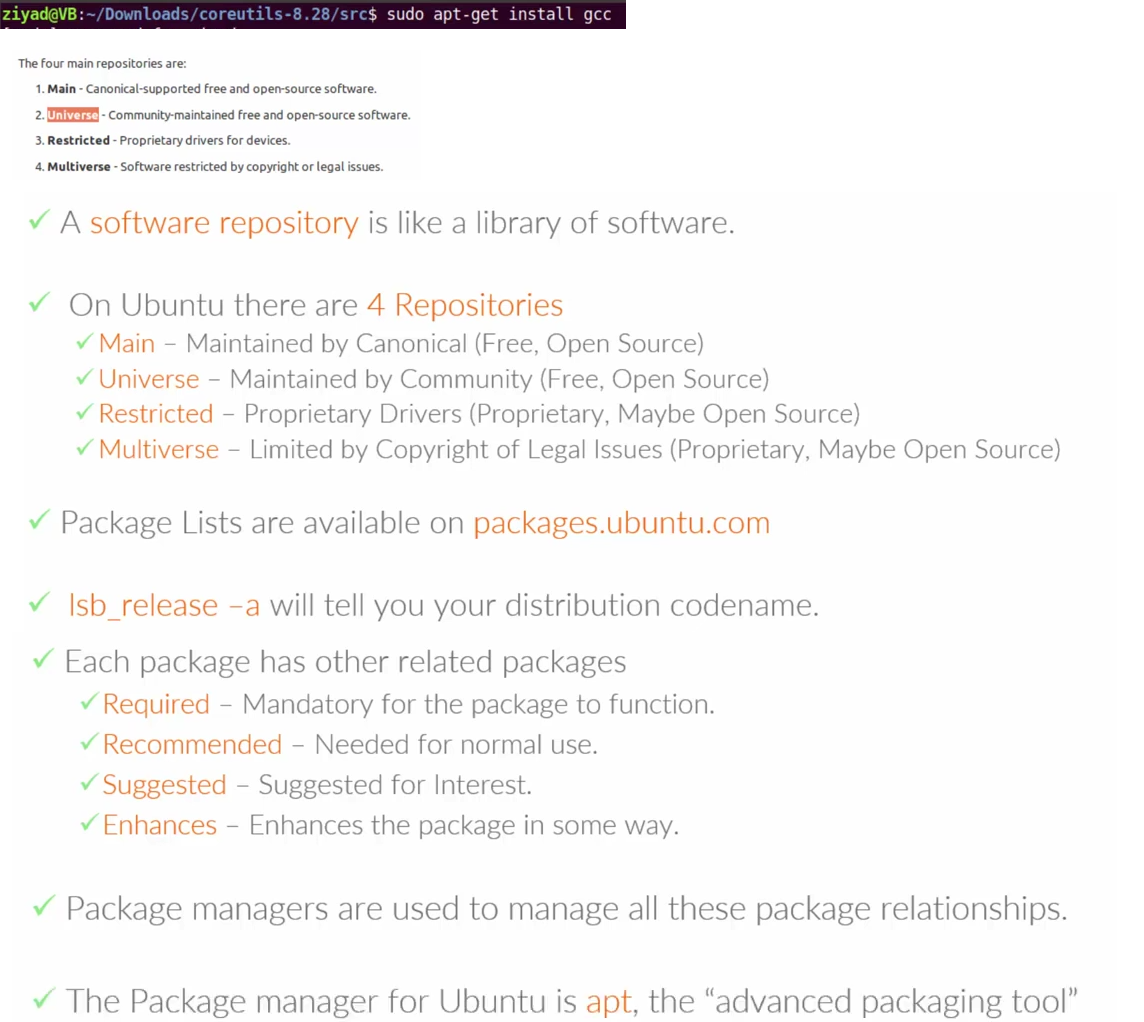 ziyad@VB:~/Downloads/coreutils-8.28/src$ sudo apt-get install gcc
The four main repositories are:
1. Main - Canonical-supported free and open-source software.
2. Universe - Community-maintained free and open-source software.
3. Restricted - Proprietary drivers for devices.
4. Multiverse - Software restricted by copyright or legal issues.
✓ A software repository is like a library of software.
✓ On Ubuntu there are 4 Repositories
✓ Main – Maintained by Canonical (Free, Open Source)
✓ Universe – Maintained by Community (Free, Open Source)
✓ Restricted – Proprietary Drivers (Proprietary, Maybe Open Source)
✓ Multiverse – Limited by Copyright of Legal Issues (Proprietary, Maybe Open Source)
✓ Package Lists are available on packages.ubuntu.com
✓ lsb_release –a will tell you your distribution codename.
✓ Each package has other related packages
✓ Required – Mandatory for the package to function.
✓ Recommended – Needed for normal use.
✓ Suggested – Suggested for Interest.
✓ Enhances – Enhances the package in some way.
✓ Package managers are used to manage all these package relationships.
✓ The Package manager for Ubuntu is apt, the “advanced packaging tool”